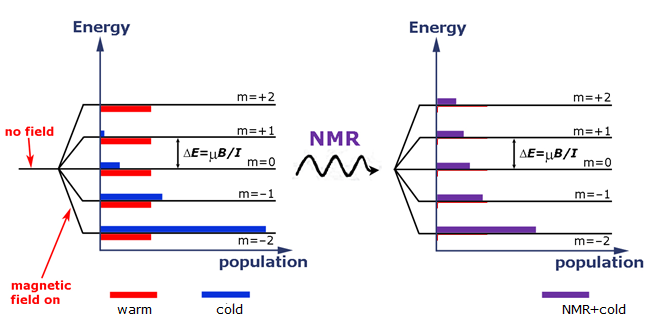 Energy
m=+2
no field
m=+1
ΔE=μB/I
m=0
m=−1
m=−2
magnetic
field on
population
warm
cold
NMR
Energy
m=+2
m=+1
ΔE=μB/I
m=0
m=−1
m=−2
population
NMR+cold